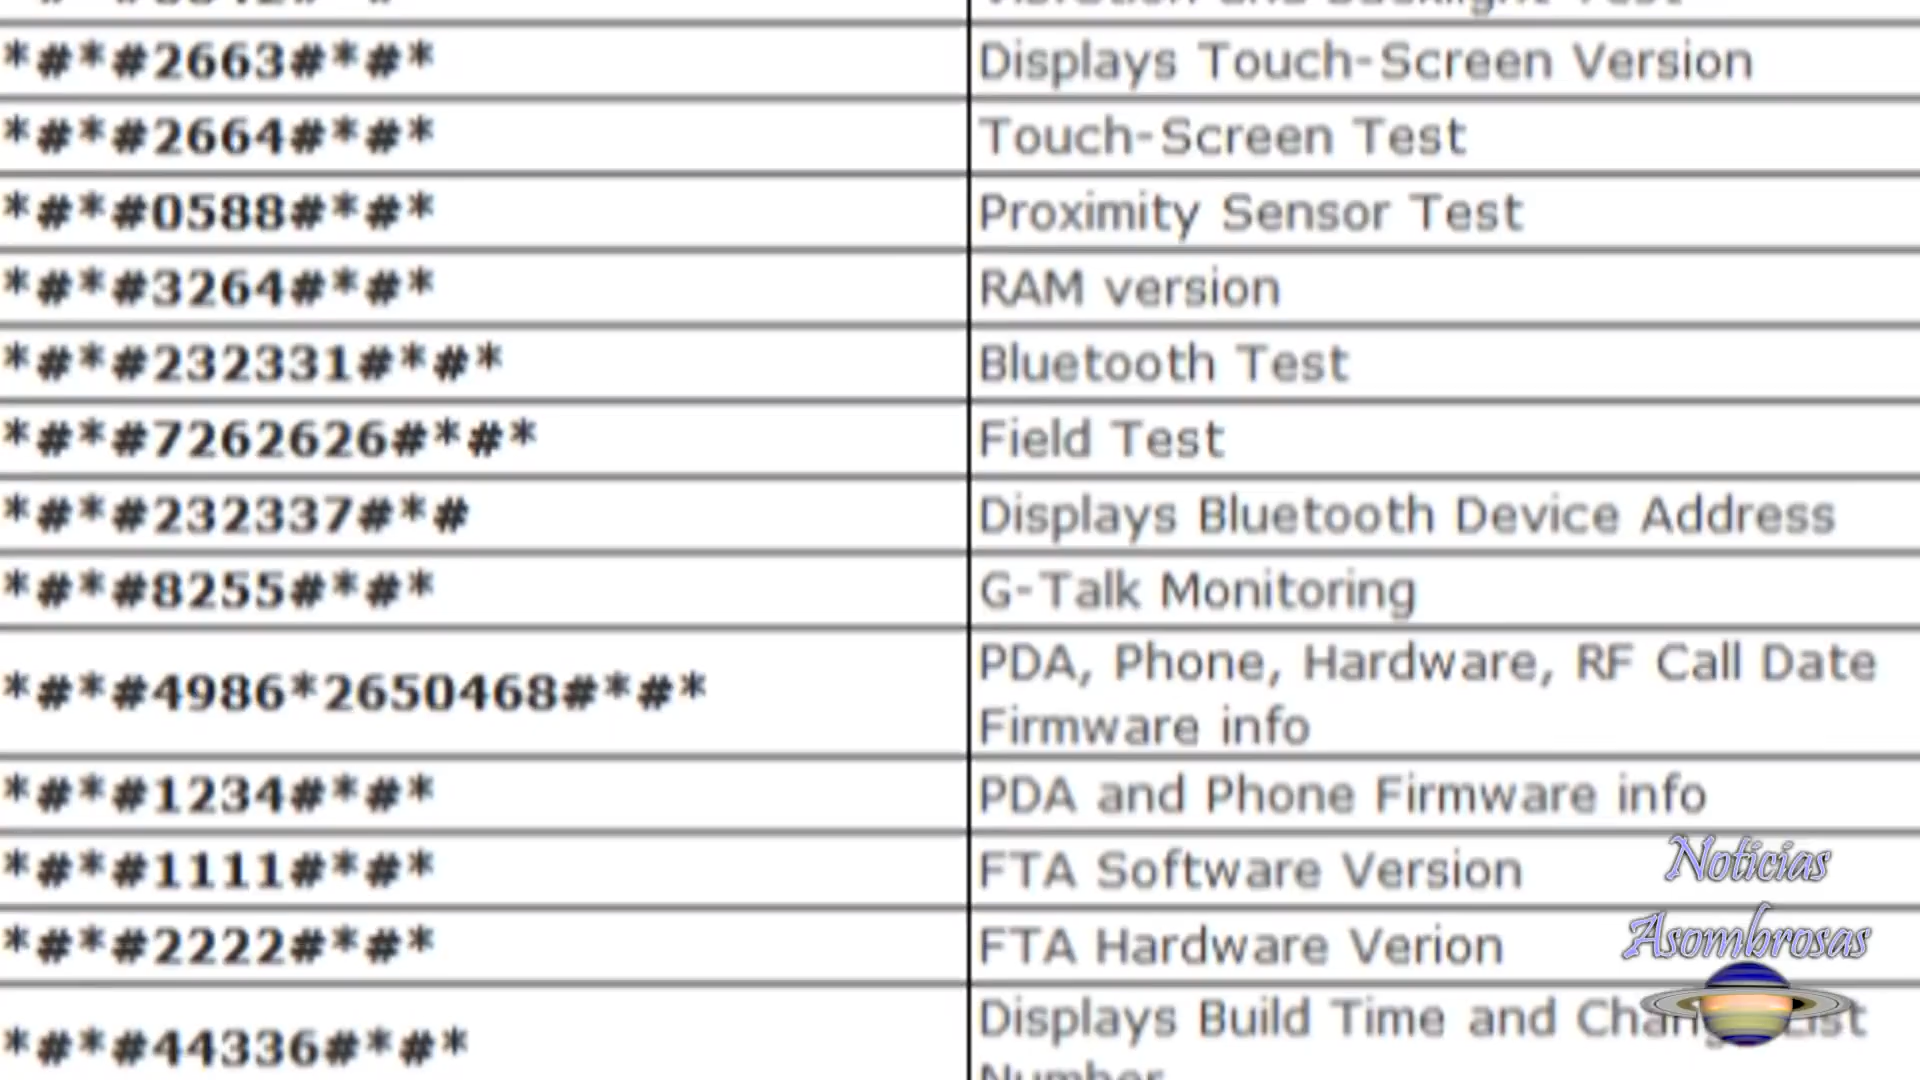 *#*#2663#*#* Displays Touch-Screen Version
*#*#2664#*#* Touch-Screen Test
*#*#0588#*#* Proximity Sensor Test
*#*#3264#*#* RAM version
*#*#232331#*#* Bluetooth Test
*#*#7262626#*#* Field Test
*#*#232337#*# Displays Bluetooth Device Address
*#*#8255#*#* G-Talk Monitoring
*#*#4986*2650468#*#* PDA, Phone, Hardware, RF Call Date
Firmware info
*#*#1234#*#* PDA and Phone Firmware info
*#*#1111#*#* FTA Software Version
*#*#2222#*#* FTA Hardware Verion
*#*#44336#*#* Displays Build Time and
Number
Noticias
Asombrosas